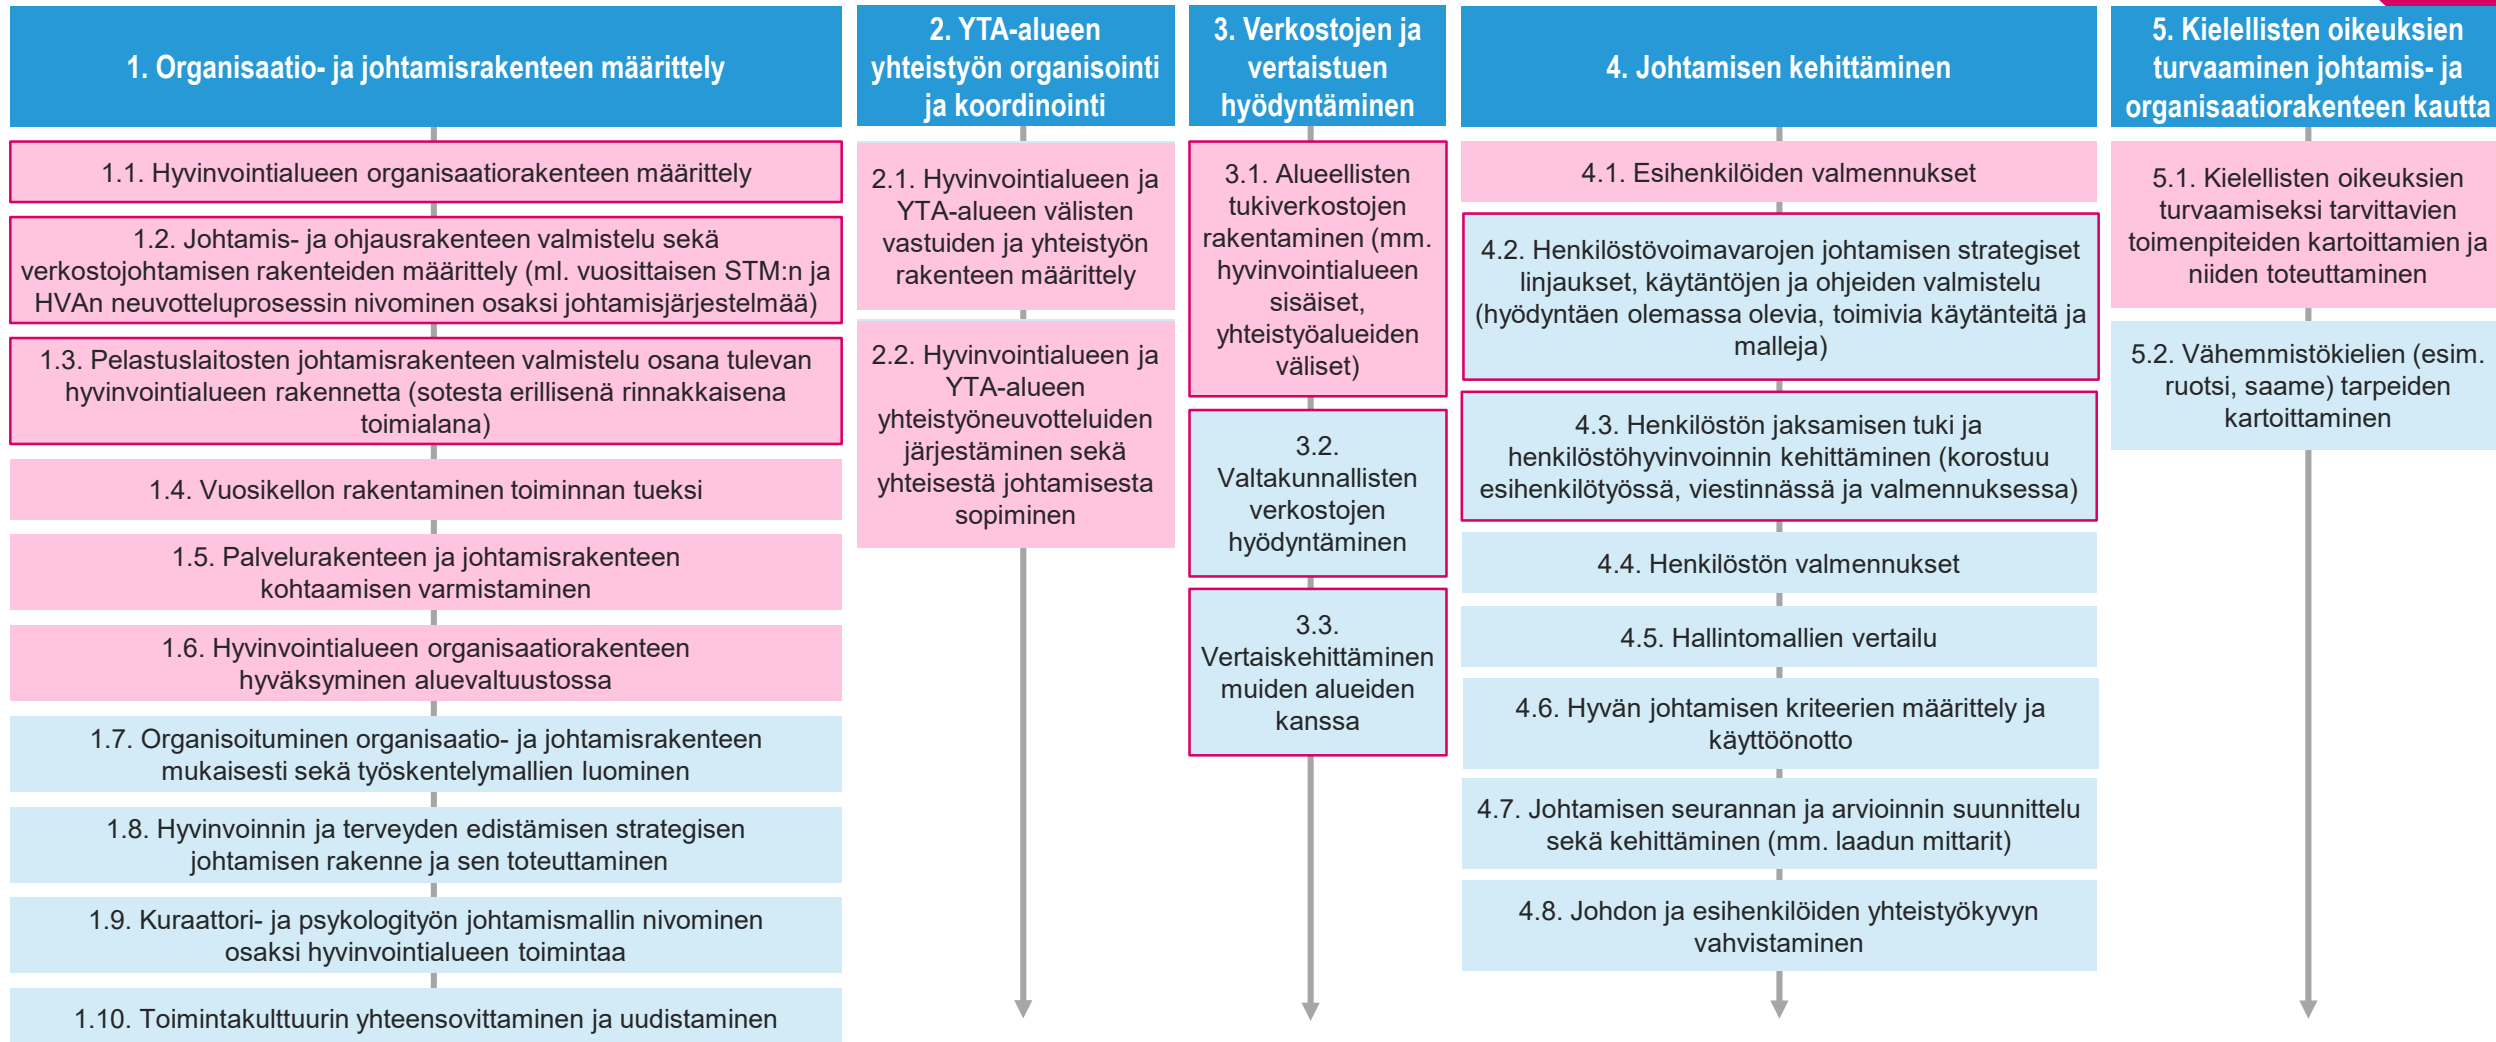 1. Organisaatio- ja johtamisrakenteen määrittely
1.1. Hyvinvointialueen organisaatiorakenteen määrittely
1.2. Johtamis- ja ohjausrakenteen valmistelu sekä
verkostojohtamisen rakenteiden määrittely (ml. vuosittaisen STM:n ja
HVAn neuvotteluprosessin nivominen osaksi johtamisjärjestelmää)
1.3. Pelastuslaitosten johtamisrakenteen valmistelu osana tulevan
hyvinvointialueen rakennetta (sotesta erillisenä rinnakkaisena
toimialana)
1.4. Vuosikellon rakentaminen toiminnan tueksi
1.5. Palvelurakenteen ja johtamisrakenteen
kohtaamisen varmistaminen
1.6. Hyvinvointialueen organisaatiorakenteen
hyväksyminen aluevaltuustossa
1.7. Organisoituminen organisaatio- ja johtamisrakenteen
mukaisesti sekä työskentelymallien luominen
1.8. Hyvinvoinnin ja terveyden edistämisen strategisen
johtamisen rakenne ja sen toteuttaminen
1.9. Kuraattori- ja psykologityön johtamismallin nivominen
osaksi hyvinvointialueen toimintaa
1.10. Toimintakulttuurin yhteensovittaminen ja uudistaminen
2. YTA-alueen
yhteistyön organisointi
ja koordinointi
2.1. Hyvinvointialueen ja
YTA-alueen välisten
vastuiden ja yhteistyön
rakenteen määrittely
2.2. Hyvinvointialueen ja
YTA-alueen
yhteistyöneuvotteluiden
järjestäminen sekä
yhteisestä johtamisesta
sopiminen
3. Verkostojen ja
vertaistuen
hyödyntäminen
3.1. Alueellisten
tukiverkostojen
rakentaminen (mm.
hyvinvointialueen
sisäiset,
yhteistyöalueiden
väliset)
3.2.
Valtakunnallisten
verkostojen
hyödyntäminen
3.3.
Vertaiskehittäminen
muiden alueiden
kanssa
4. Johtamisen kehittäminen
4.1. Esihenkilöiden valmennukset
4.2. Henkilöstövoimavarojen johtamisen strategiset
linjaukset, käytäntöjen ja ohjeiden valmistelu
(hyödyntäen olemassa olevia, toimivia käytänteitä ja
malleja)
4.3. Henkilöstön jaksamisen tuki ja
henkilöstöhyvinvoinnin kehittäminen (korostuu
esihenkilötyössä, viestinnässä ja valmennuksessa)
4.4. Henkilöstön valmennukset
4.5. Hallintomallien vertailu
4.6. Hyvän johtamisen kriteerien määrittely ja
käyttöönotto
4.7. Johtamisen seurannan ja arvioinnin suunnittelu
sekä kehittäminen (mm. laadun mittarit)
4.8. Johdon ja esihenkilöiden yhteistyökyvyn
vahvistaminen
5. Kielellisten oikeuksien
turvaaminen johtamis- ja
organisaatiorakenteen kautta
5.1. Kielellisten oikeuksien
turvaamiseksi tarvittavien
toimenpiteiden kartoittamien ja
niiden toteuttaminen
5.2. Vähemmistökielien (esim.
ruotsi, saame) tarpeiden
kartoittaminen